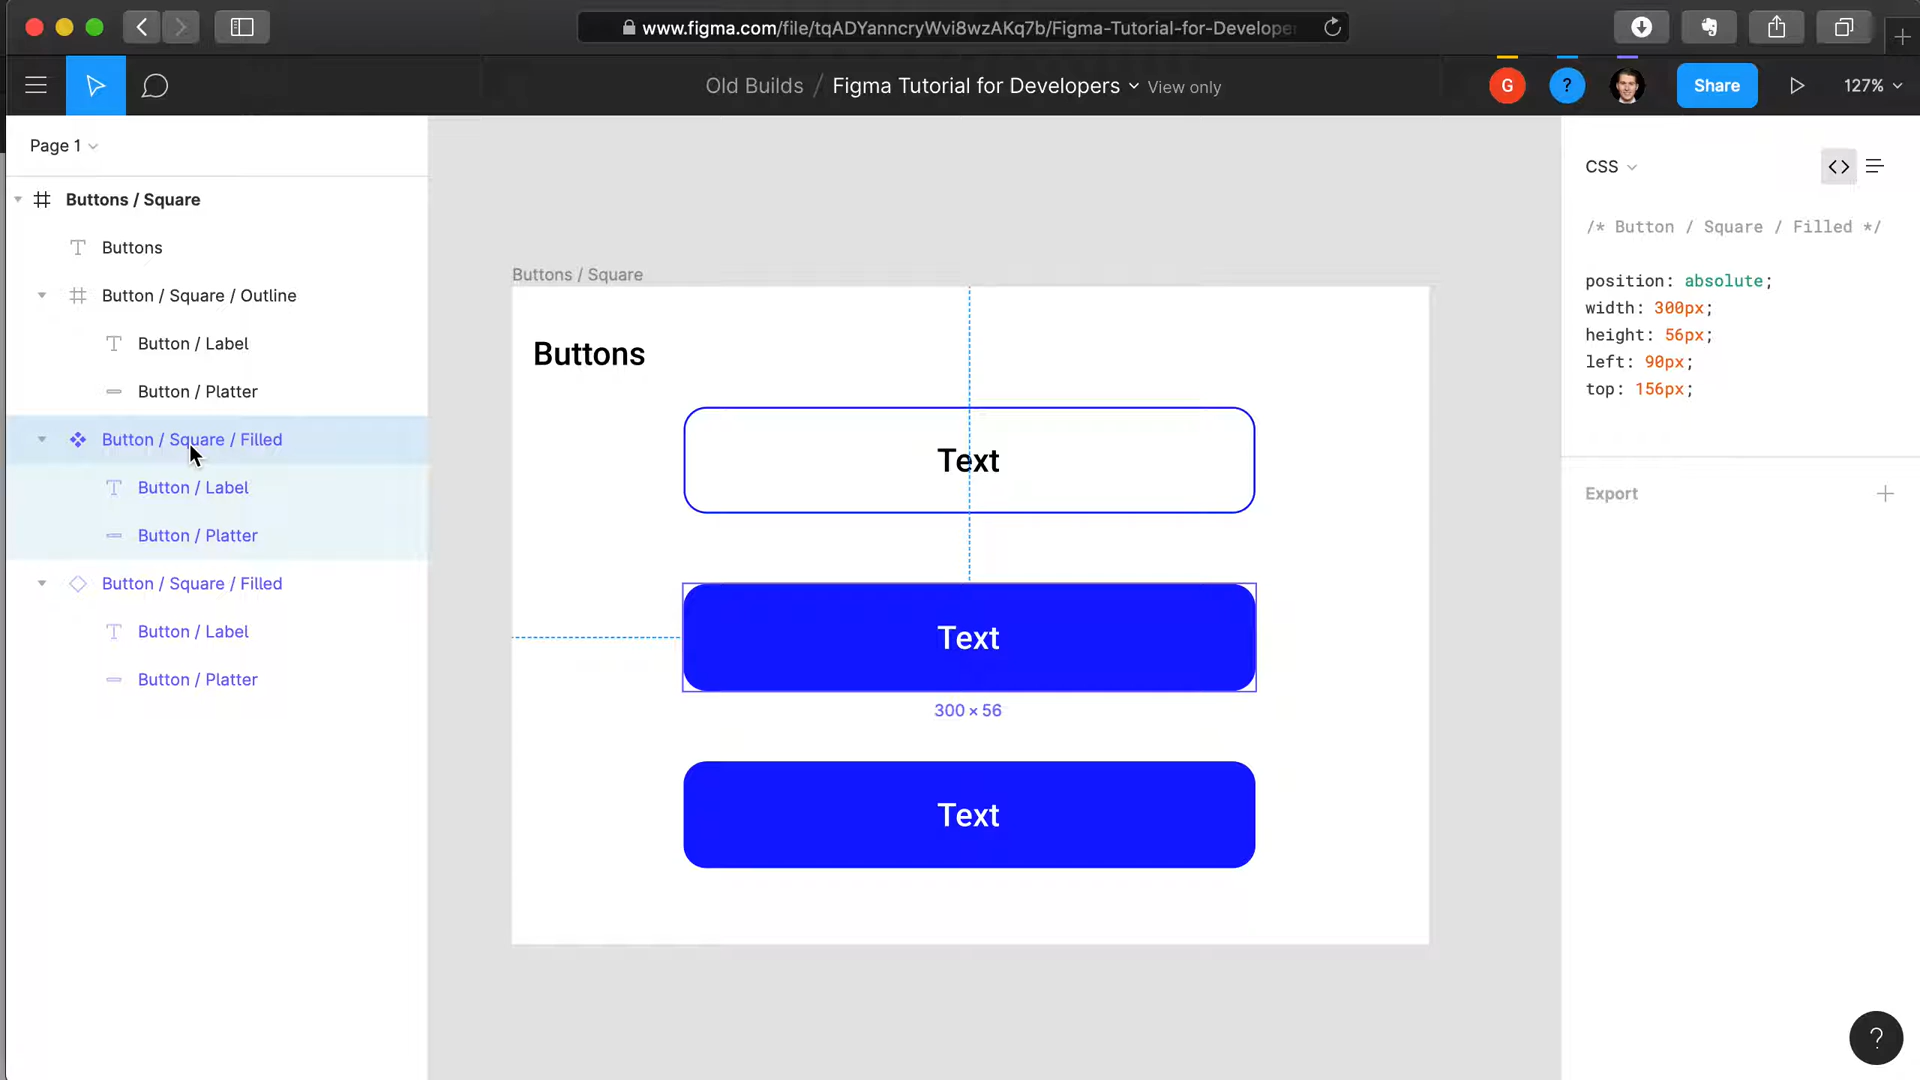 www.figma.com/file/tqADYanncryWvi8wzAKq7b/Figma-Tutorial-for-Develope
Old Builds / Figma Tutorial for Developers View only
G
?
Share
127%
Page 1
Buttons / Square
Buttons
Button / Square / Outline
Button / Label
Button / Platter
Button / Square / Filled
Button / Label
Button / Platter
Button / Square / Filled
Button / Label
Button / Platter
Buttons / Square
Buttons
Text
Text
300 × 56
Text
CSS
/* Button / Square / Filled */
position: absolute;
width: 300px;
height: 56px;
left: 90px;
top: 156px;
Export
?